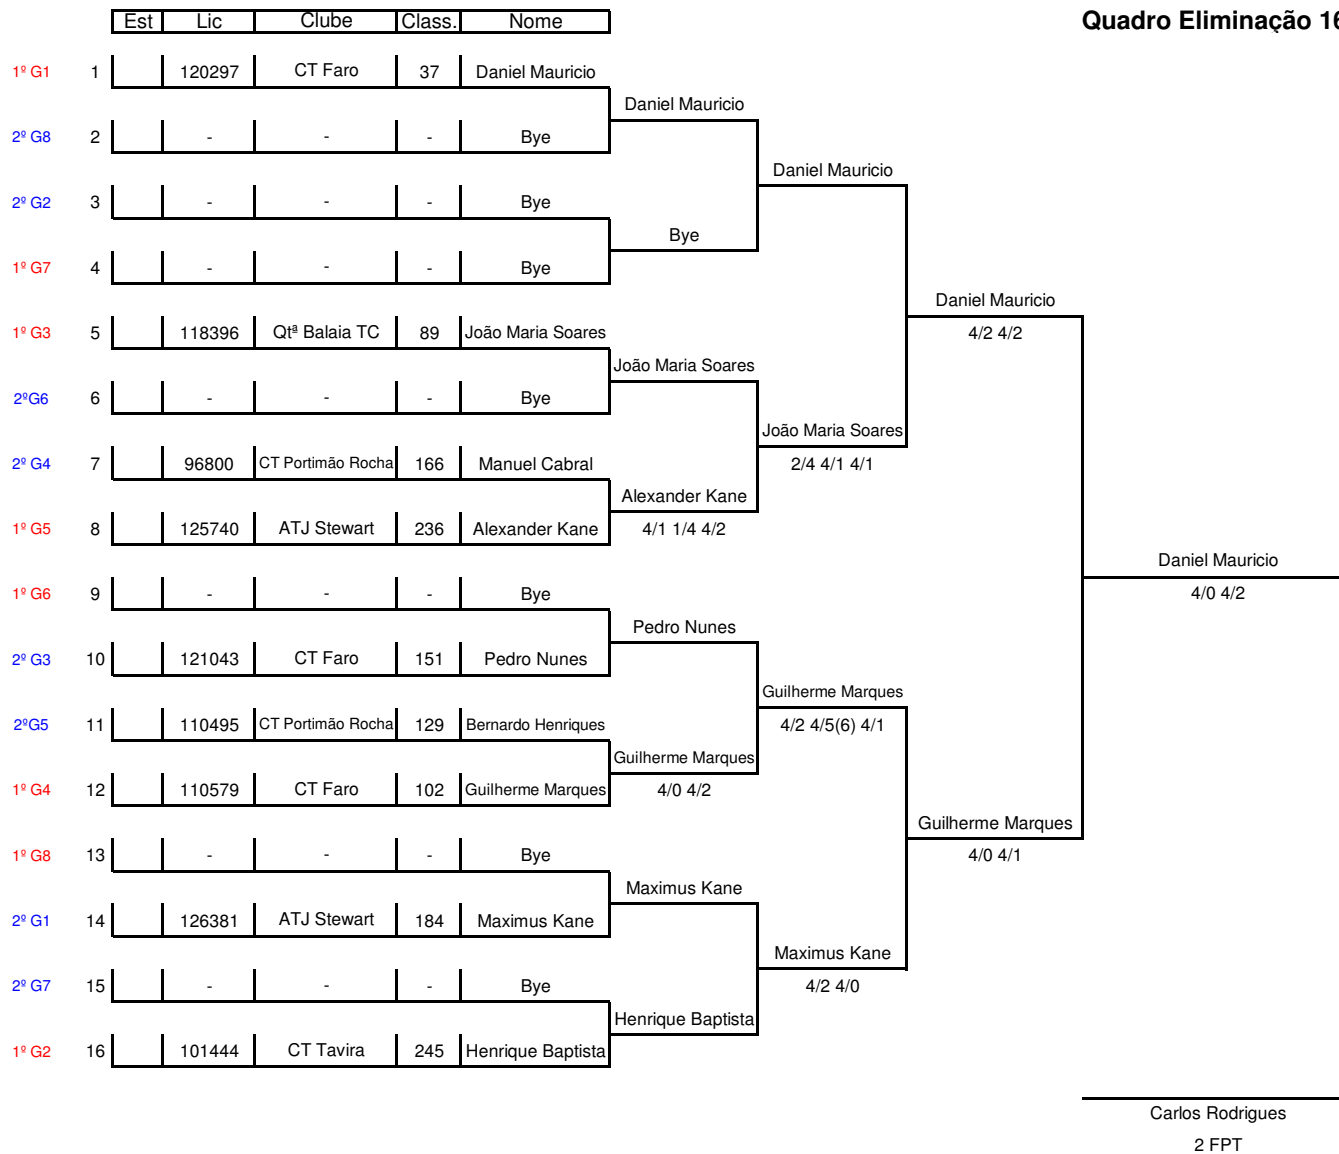 Est Lic Clube Class. Nome
Quadro Eliminação 16
1º G1 1 120297 CT Faro 37 Daniel Mauricio
Daniel Mauricio
2º G8 2 - - - Bye
Daniel Mauricio
2º G2 3 - - - Bye
Bye
1º G7 4 - - - Bye
Daniel Mauricio
1º G3 5 118396 Qtª Balaia TC 89 João Maria Soares
4/2 4/2
João Maria Soares
2ºG6 6 - - - Bye
João Maria Soares
2º G4 7 96800 CT Portimão Rocha 166 Manuel Cabral
2/4 4/1 4/1
Alexander Kane
1º G5 8 125740 ATJ Stewart 236 Alexander Kane
4/1 1/4 4/2
Daniel Mauricio
1º G6 9 - - - Bye
4/0 4/2
Pedro Nunes
2º G3 10 121043 CT Faro 151 Pedro Nunes
Guilherme Marques
2ºG5 11 110495 CT Portimão Rocha 129 Bernardo Henriques
4/2 4/5(6) 4/1
Guilherme Marques
1º G4 12 110579 CT Faro 102 Guilherme Marques
4/0 4/2
Guilherme Marques
1º G8 13 - - - Bye
4/0 4/1
Maximus Kane
2º G1 14 126381 ATJ Stewart 184 Maximus Kane
Maximus Kane
2º G7 15 - - - Bye
4/2 4/0
Henrique Baptista
1º G2 16 101444 CT Tavira 245 Henrique Baptista
Carlos Rodrigues
2 FPT